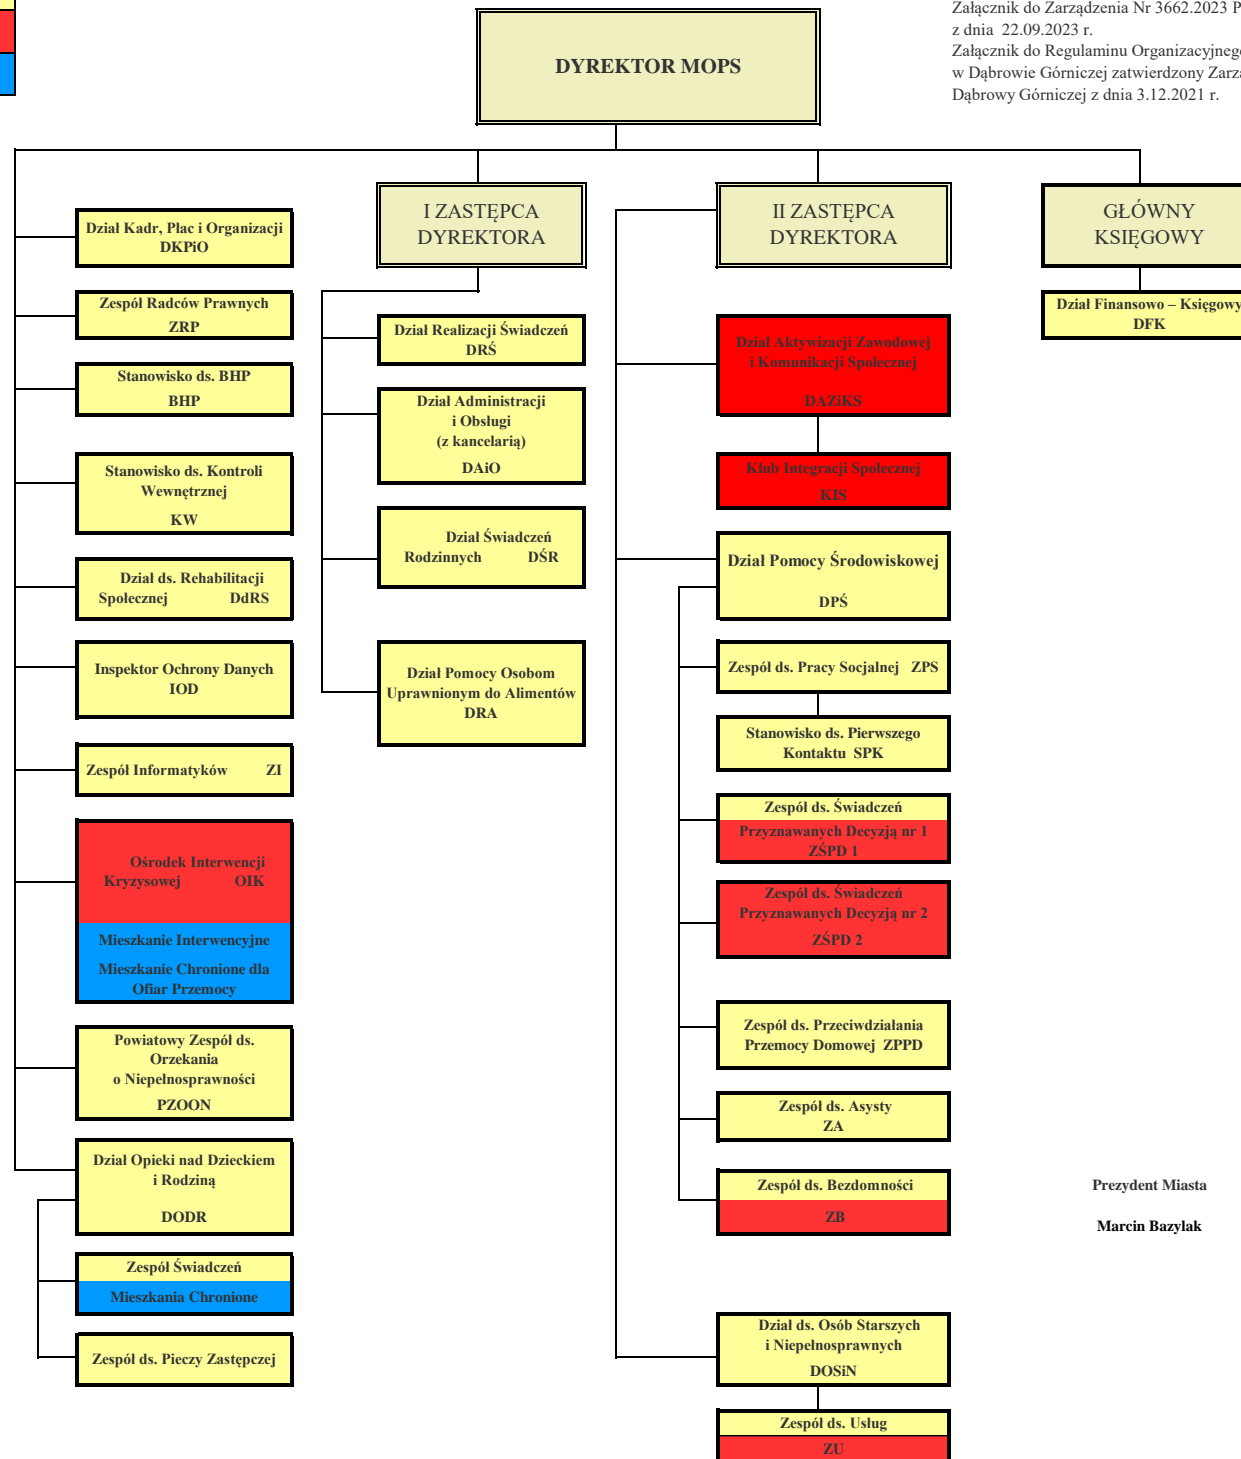 Załącznik do Zarządzenia Nr 3662.2023 P
z dnia 22.09.2023 r.
Załącznik do Regulaminu Organizacyjnego
w Dąbrowie Górniczej zatwierdzony Zarzą
Dąbrowy Górniczej z dnia 3.12.2021 r.
DYREKTOR MOPS
I ZASTĘPCA
DYREKTORA
II ZASTĘPCA
DYREKTORA
GŁÓWNY
KSIĘGOWY
Dział Kadr, Płac i Organizacji
DKPiO
Zespół Radców Prawnych
ZRP
Stanowisko ds. BHP
BHP
Stanowisko ds. Kontroli
Wewnętrznej
KW
Dział ds. Rehabilitacji
Społecznej DdRS
Inspektor Ochrony Danych
IOD
Zespół Informatyków ZI
Ośrodek Interwencji
Kryzysowej OIK
Mieszkanie Interwencyjne
Mieszkanie Chronione dla
Ofiar Przemocy
Powiatowy Zespół ds.
Orzekania
o Niepełnosprawności
PZOON
Dział Opieki nad Dzieckiem
i Rodziną
DODR
Zespół Świadczeń
Mieszkania Chronione
Zespół ds. Pieczy Zastępczej
Dział Realizacji Świadczeń
DRŚ
Dział Administracji
i Obsługi
(z kancelarią)
DAiO
Dział Świadczeń
Rodzinnych DŚR
Dział Pomocy Osobom
Uprawnionym do Alimentów
DRA
Dział Aktywizacji Zawodowej
i Komunikacji Społecznej
DAZiKS
Klub Integracji Społecznej
KIS
Dział Pomocy Środowiskowej
DPŚ
Zespół ds. Pracy Socjalnej ZPS
Stanowisko ds. Pierwszego
Kontaktu SPK
Zespół ds. Świadczeń
Przyznawanych Decyzją nr 1
ZŚPD 1
Zespół ds. Świadczeń
Przyznawanych Decyzją nr 2
ZŚPD 2
Zespół ds. Przeciwdziałania
Przemocy Domowej ZPPD
Zespół ds. Asysty
ZA
Zespół ds. Bezdomności
ZB
Dział ds. Osób Starszych
i Niepełnosprawnych
DOSiN
Zespół ds. Usług
ZU
Dział Finansowo – Księgowy
DFK
Prezydent Miasta
Marcin Bazylak